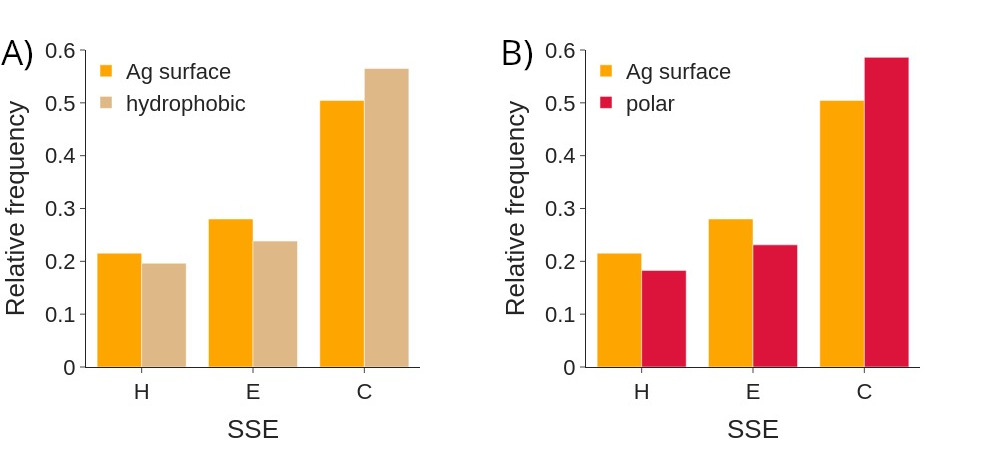 A)
Relative frequency
0.6
0.5
0.4
0.3
0.2
0.1
0
Ag surface
hydrophobic
H E C
SSE
B)
Relative frequency
0.6
0.5
0.4
0.3
0.2
0.1
0
Ag surface
polar
H E C
SSE